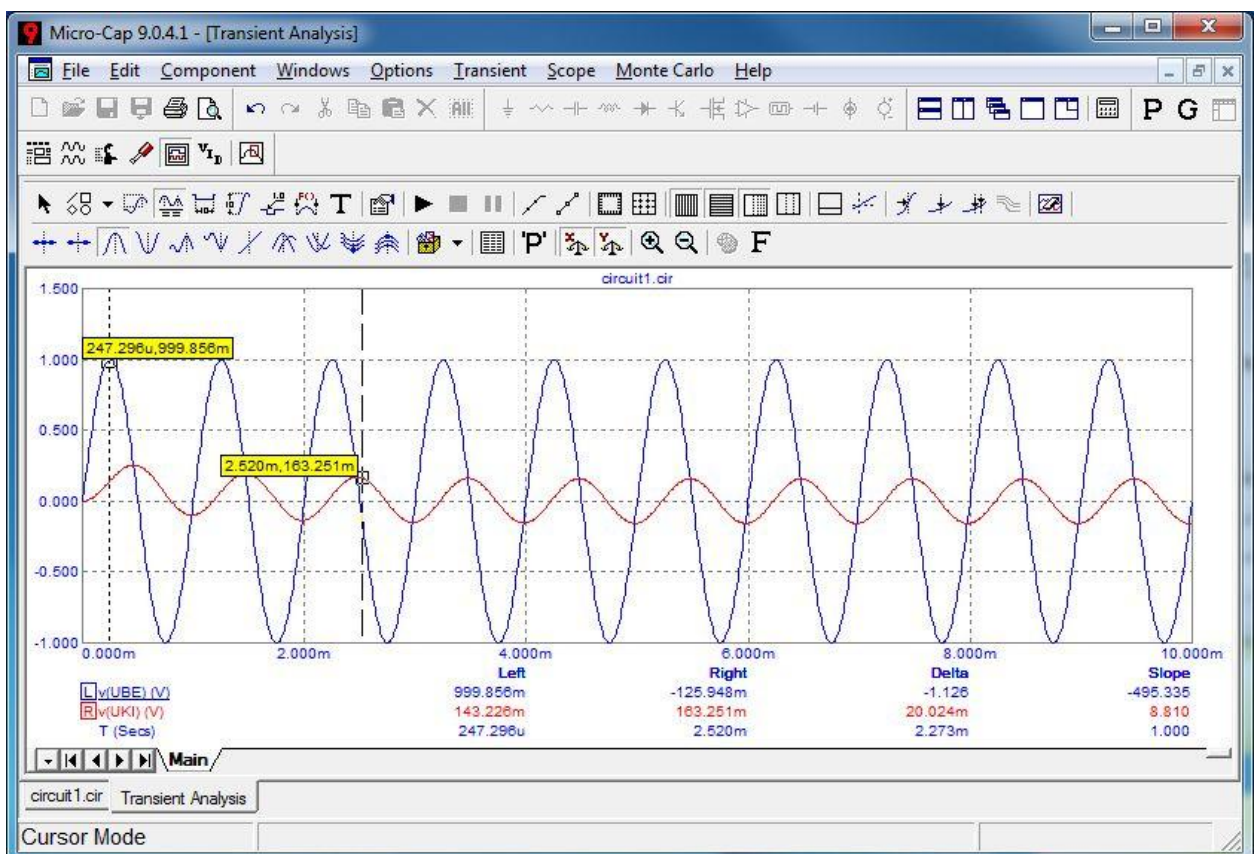 Micro-Cap 9.0.4.1 - [Transient Analysis]
File Edit Component Windows Options Transient Scope Monte Carlo Help
P G
T
'P' F
circuit1.cir
1.500
247.296u,999.856m
1.000
0.500
2.520m,163.251m
0.000
-0.500
-1.000
0.000m 2.000m 4.000m 6.000m 8.000m 10.000m
Left Right Delta Slope
L v(UBE) (V) 999.856m -125.948m -1.126 -495.335
R v(UKI) (V) 143.226m 163.251m 20.024m 8.810
T (Secs) 247.296u 2.520m 2.273m 1.000
Main
circuit1.cir Transient Analysis
Cursor Mode